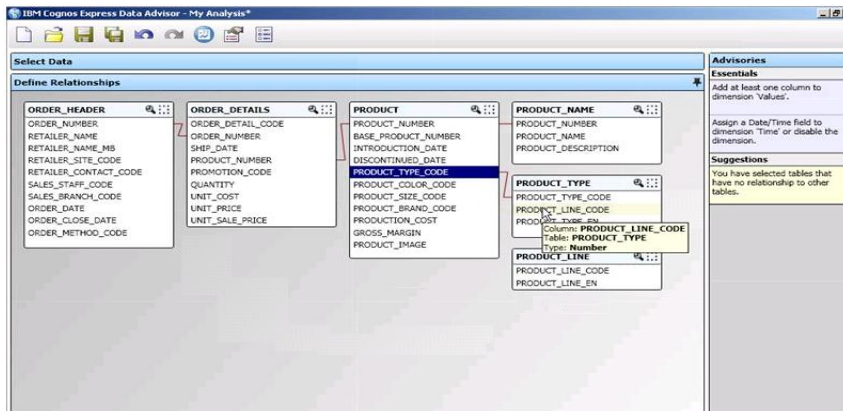 IBM Cognos Express Data Advisor - My Analysis*
Select Data
Define Relationships
ORDER_HEADER
ORDER_NUMBER
RETAILER_NAME
RETAILER_NAME_MB
RETAILER_SITE_CODE
RETAILER_CONTACT_CODE
SALES_STAFF_CODE
SALES_BRANCH_CODE
ORDER_DATE
ORDER_CLOSE_DATE
ORDER_METHOD_CODE
ORDER_DETAILS
ORDER_DETAIL_CODE
ORDER_NUMBER
SHIP_DATE
PRODUCT_NUMBER
PROMOTION_CODE
QUANTITY
UNIT_COST
UNIT_PRICE
UNIT_SALE_PRICE
PRODUCT
PRODUCT_NUMBER
BASE_PRODUCT_NUMBER
INTRODUCTION_DATE
DISCONTINUED_DATE
PRODUCT_TYPE_CODE
PRODUCT_COLOR_CODE
PRODUCT_SIZE_CODE
PRODUCT_BRAND_CODE
PRODUCTION_COST
GROSS_MARGIN
PRODUCT_IMAGE
PRODUCT_NAME
PRODUCT_NUMBER
PRODUCT_NAME
PRODUCT_DESCRIPTION
PRODUCT_TYPE
PRODUCT_TYPE_CODE
PRODUCT_LINE_CODE
PRODUCT_TYPE_EN
Column: PRODUCT_LINE_CODE
Table: PRODUCT_TYPE
Type: Number
PRODUCT_LINE
PRODUCT_LINE_CODE
PRODUCT_LINE_EN
Advisories
Essentials
Add at least one column to
dimension 'Values'.
Assign a Date/Time field to
dimension 'Time' or disable the
dimension.
Suggestions
You have selected tables that
have no relationship to other
tables.